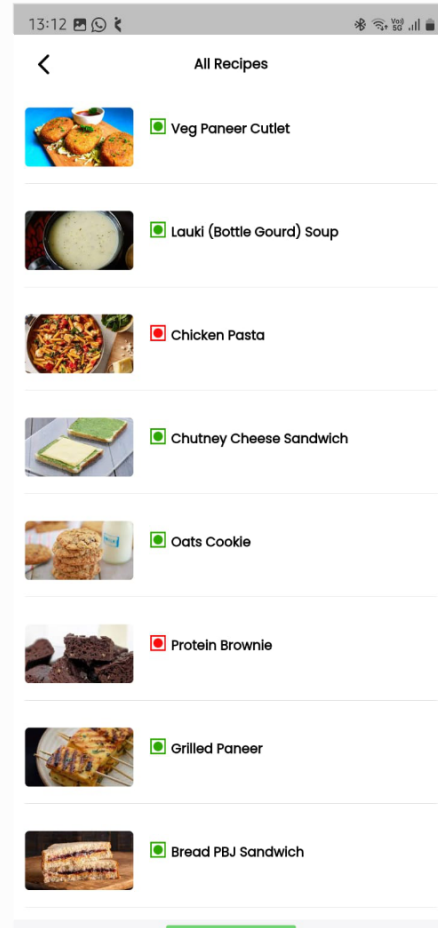 13:12
All Recipes
Veg Paneer Cutlet
Lauki (Bottle Gourd) Soup
Chicken Pasta
Chutney Cheese Sandwich
Oats Cookie
Protein Brownie
Grilled Paneer
Bread PBJ Sandwich